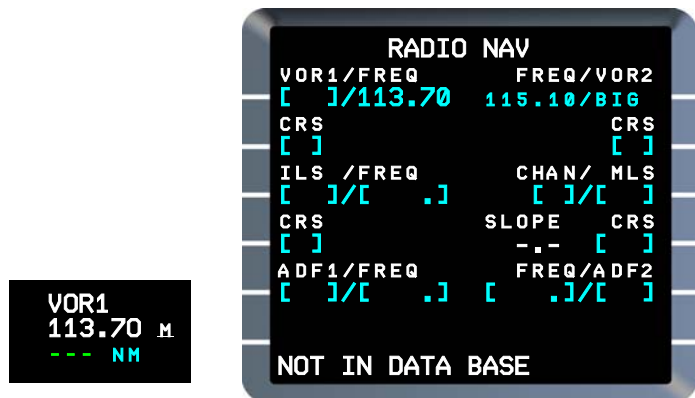 RADIO NAV
VOR1/FREQ FREQ/VOR2
[ ]/113.70 115.10/BIG
CRS CRS
[ ] [ ]
ILS /FREQ CHAN/ MLS
[ ]/[ .] [ ]/[ ]
CRS SLOPE CRS
[ ] -.- [ ]
ADF1/FREQ FREQ/ADF2
[ ]/[ .] [ .]/[ ]
NOT IN DATA BASE
VOR1
113.70 M
--- NM